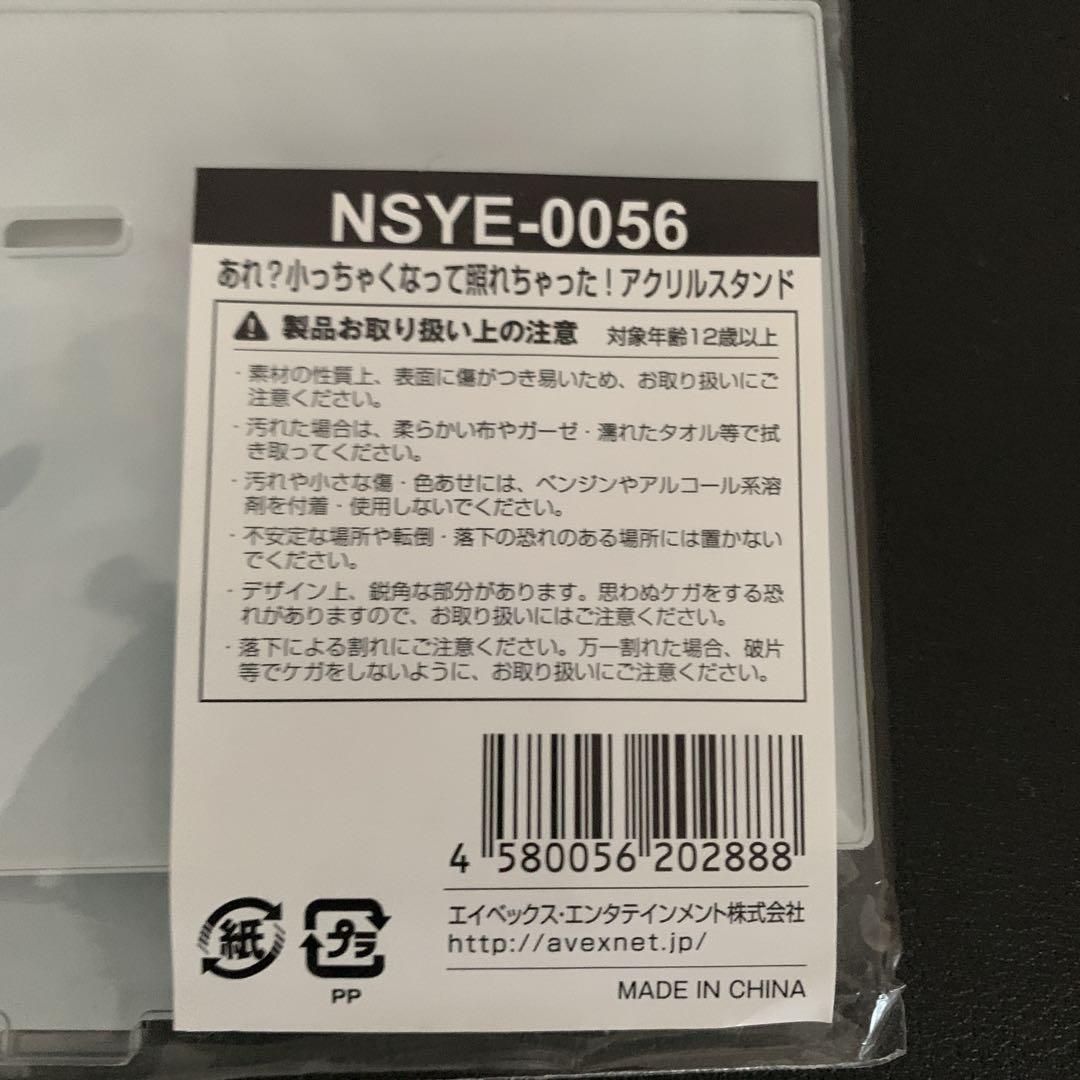 NSYE-0056
あれ？小っちゃくなって照れちゃった！アクリルスタンド
製品お取り扱い上の注意 対象年齢12歳以上
・素材の性質上、表面に傷がつき易いため、お取り扱いにご
注意ください。
・汚れた場合は、柔らかい布やガーゼ・濡れたタオル等で拭
き取ってください。
・汚れや小さな傷・色あせには、ベンジンやアルコール系溶
剤を付着・使用しないでください。
・不安定な場所や転倒・落下の恐れのある場所には置かない
でください。
・デザイン上、鋭角な部分があります。思わぬケガをする恐
れがありますので、お取り扱いにはご注意ください。
・落下による割れにご注意ください。万一割れた場合、破片
等でケガをしないように、お取り扱いにご注意ください。
4 580056 202888
紙 プラ
PP
エイベックス・エンタテインメント株式会社
http://avexnet.jp/
MADE IN CHINA